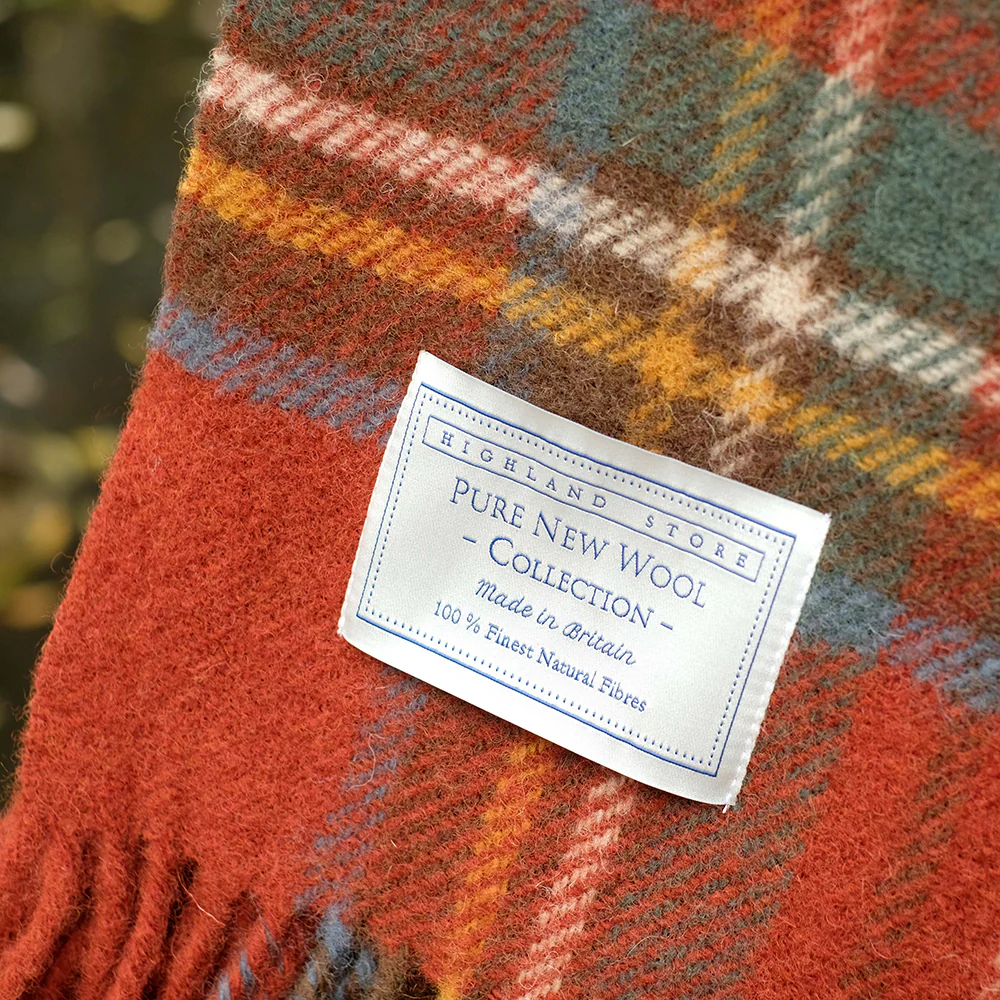 HIGHLAND STORE
PURE NEW WOOL
- COLLECTION -
Made in Britain
100 % Finest Natural Fibres